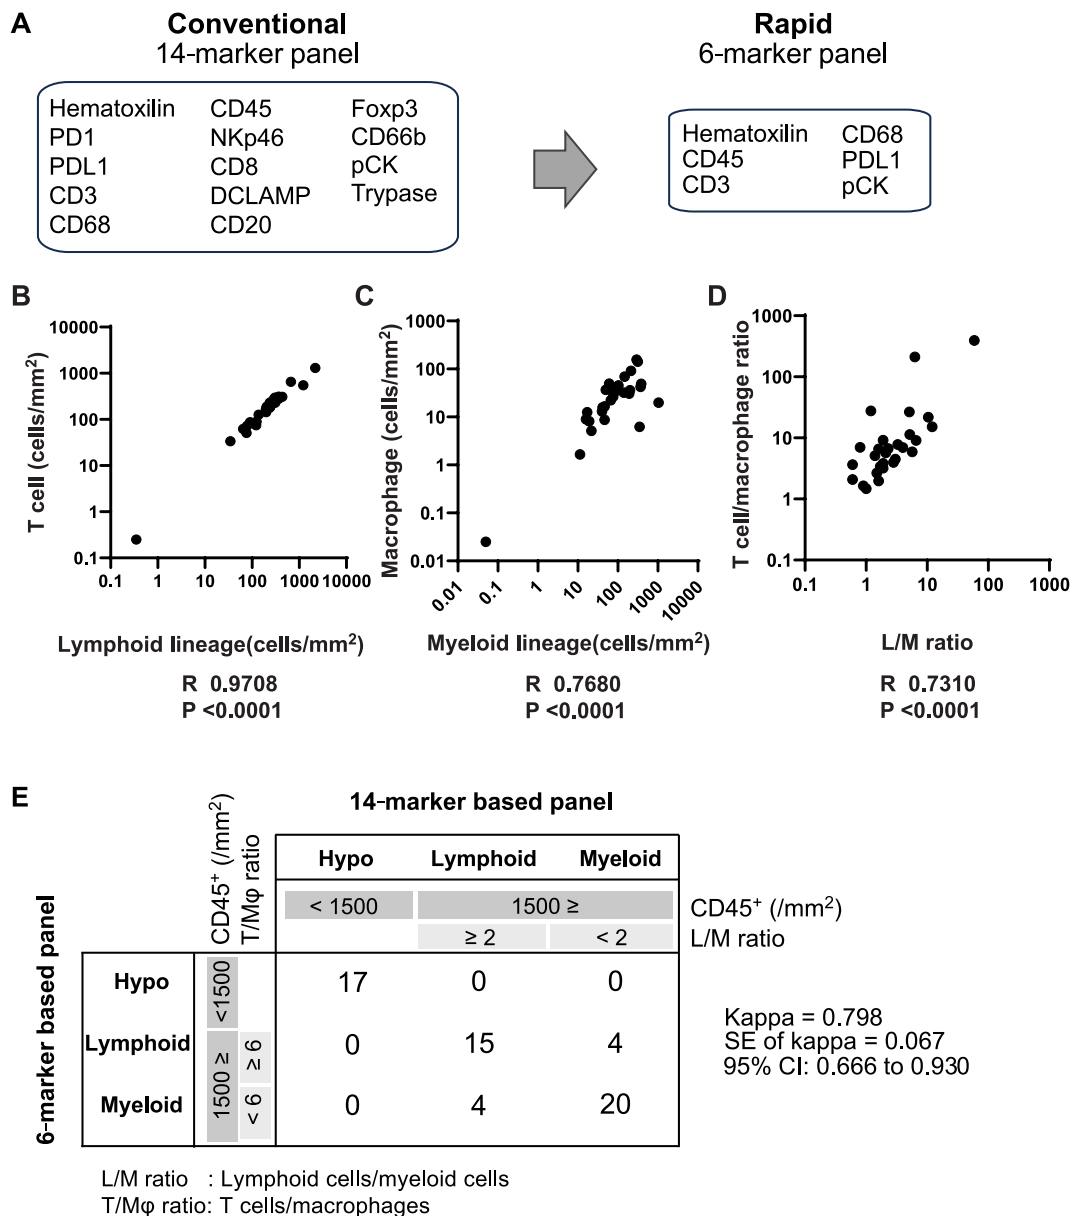 A
Conventional
14-marker panel
Rapid
6-marker panel
Hematoxilin CD45 Foxp3
PD1 NKp46 CD66b
PDL1 CD8 pCK
CD3 DCLAMP Trypase
CD68 CD20
Hematoxilin CD68
CD45 PDL1
CD3 pCK
B
T cell (cells/mm²)
10000
1000
100
10
1
0.1
0.1 1 10 100 1000 10000
Lymphoid lineage(cells/mm²)
R 0.9708
P <0.0001
C
Macrophage (cells/mm²)
1000
100
10
1
0.1
0.01
0.01 0.1 1 10 100 1000 10000
Myeloid lineage(cells/mm²)
R 0.7680
P <0.0001
D
T cell/macrophage ratio
1000
100
10
1
0.1
0.1 1 10 100 1000
L/M ratio
R 0.7310
P <0.0001
E
14-marker based panel
6-marker based panel
CD45⁺ (/mm²)
T/Mφ ratio
Hypo Lymphoid Myeloid
< 1500 1500 ≥ CD45⁺ (/mm²)
≥ 2 < 2 L/M ratio
Hypo <1500 17 0 0
Lymphoid 1500 ≥ ≥ 6 0 15 4
Myeloid < 6 0 4 20
Kappa = 0.798
SE of kappa = 0.067
95% CI: 0.666 to 0.930
L/M ratio : Lymphoid cells/myeloid cells
T/Mφ ratio: T cells/macrophages